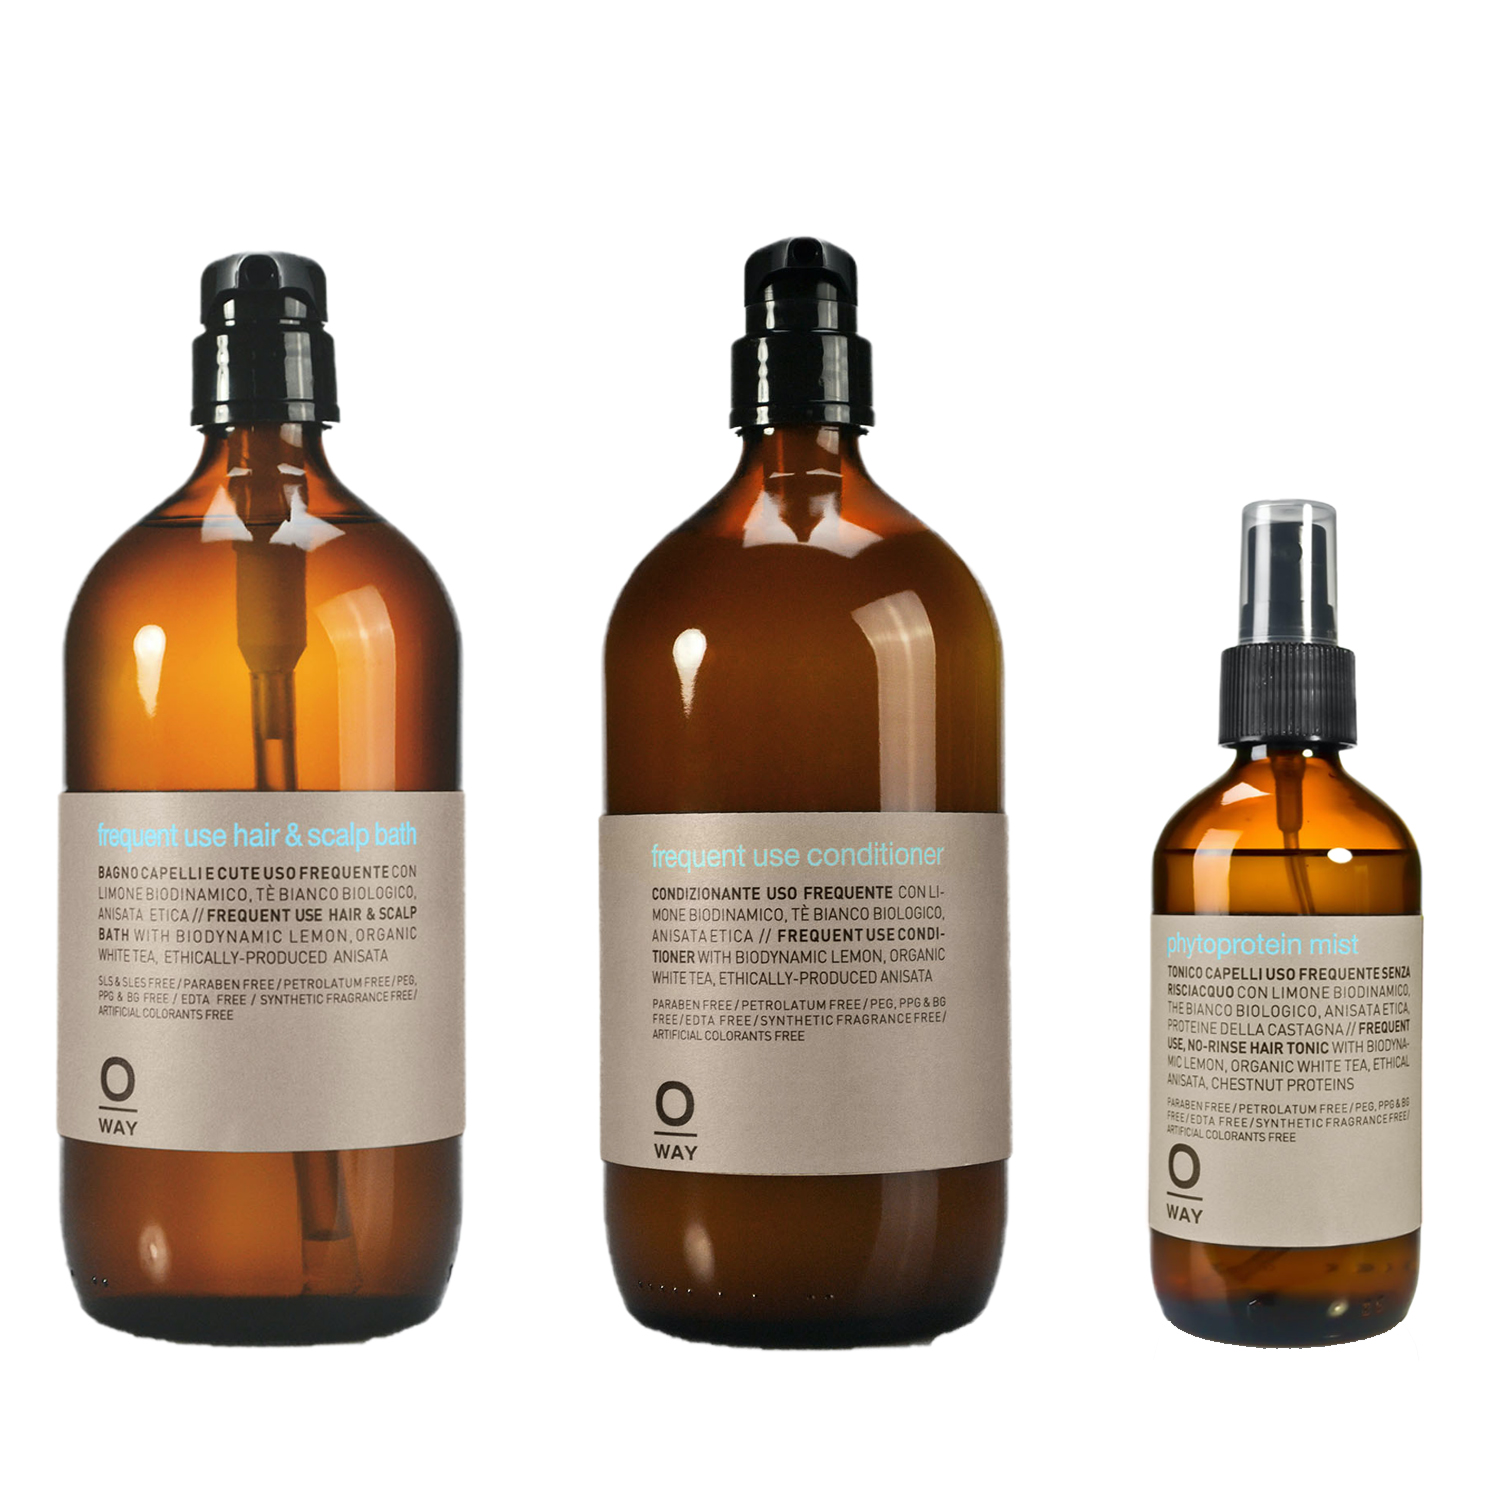 frequent use hair & scalp bath
BAGNO CAPELLI E CUTE USO FREQUENTE CON
LIMONE BIODINAMICO, TÈ BIANCO BIOLOGICO,
ANISATA ETICA // FREQUENT USE HAIR & SCALP
BATH WITH BIODYNAMIC LEMON, ORGANIC
WHITE TEA, ETHICALLY-PRODUCED ANISATA
SLS & SLES FREE / PARABEN FREE / PETROLATUM FREE / PEG,
PPG & BG FREE / EDTA FREE / SYNTHETIC FRAGRANCE FREE /
ARTIFICIAL COLORANTS FREE
O
WAY
frequent use conditioner
CONDIZIONANTE USO FREQUENTE CON LI-
MONE BIODINAMICO, TÈ BIANCO BIOLOGICO,
ANISATA ETICA // FREQUENT USE CONDI-
TIONER WITH BIODYNAMIC LEMON, ORGANIC
WHITE TEA, ETHICALLY-PRODUCED ANISATA
PARABEN FREE / PETROLATUM FREE / PEG, PPG & BG
FREE / EDTA FREE / SYNTHETIC FRAGRANCE FREE /
ARTIFICIAL COLORANTS FREE
O
WAY
phytoprotein mist
TONICO CAPELLI USO FREQUENTE SENZA
RISCIACQUO CON LIMONE BIODINAMICO,
THE BIANCO BIOLOGICO, ANISATA ETICA,
PROTEINE DELLA CASTAGNA // FREQUENT
USE, NO-RINSE HAIR TONIC WITH BIODYNA-
MIC LEMON, ORGANIC WHITE TEA, ETHICAL
ANISATA, CHESTNUT PROTEINS
PARABEN FREE / PETROLATUM FREE / PEG, PPG & BG
FREE / EDTA FREE / SYNTHETIC FRAGRANCE FREE /
ARTIFICIAL COLORANTS FREE
O
WAY